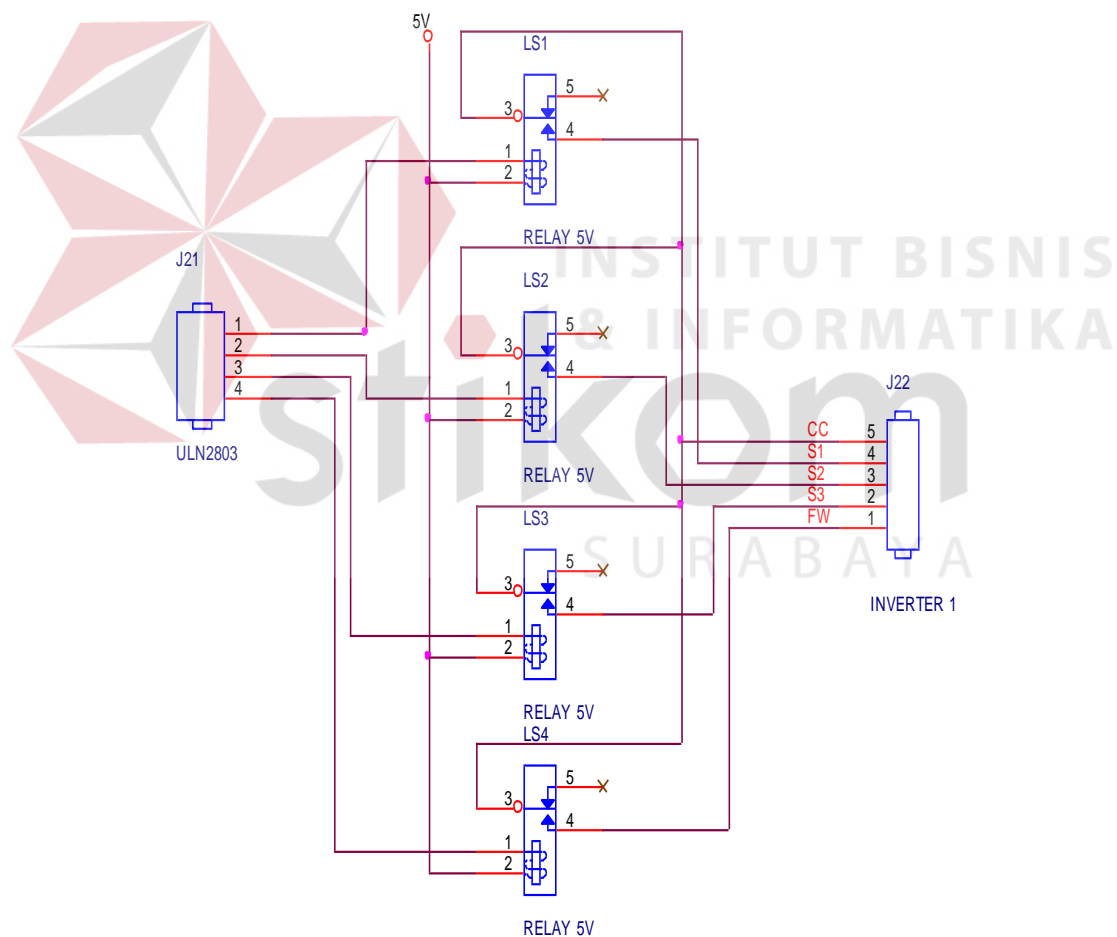 5V
LS1
5
3
4
1
2
RELAY 5V
J21
INSTITUT BISNIS
& INFORMATIKA
stikom
SURABAYA
1
2
3
4
ULN2803
LS2
5
3
4
1
2
RELAY 5V
J22
CC 5
S1 4
S2 3
S3 2
FW 1
INVERTER 1
LS3
5
3
4
1
2
RELAY 5V
LS4
5
3
4
1
2
RELAY 5V